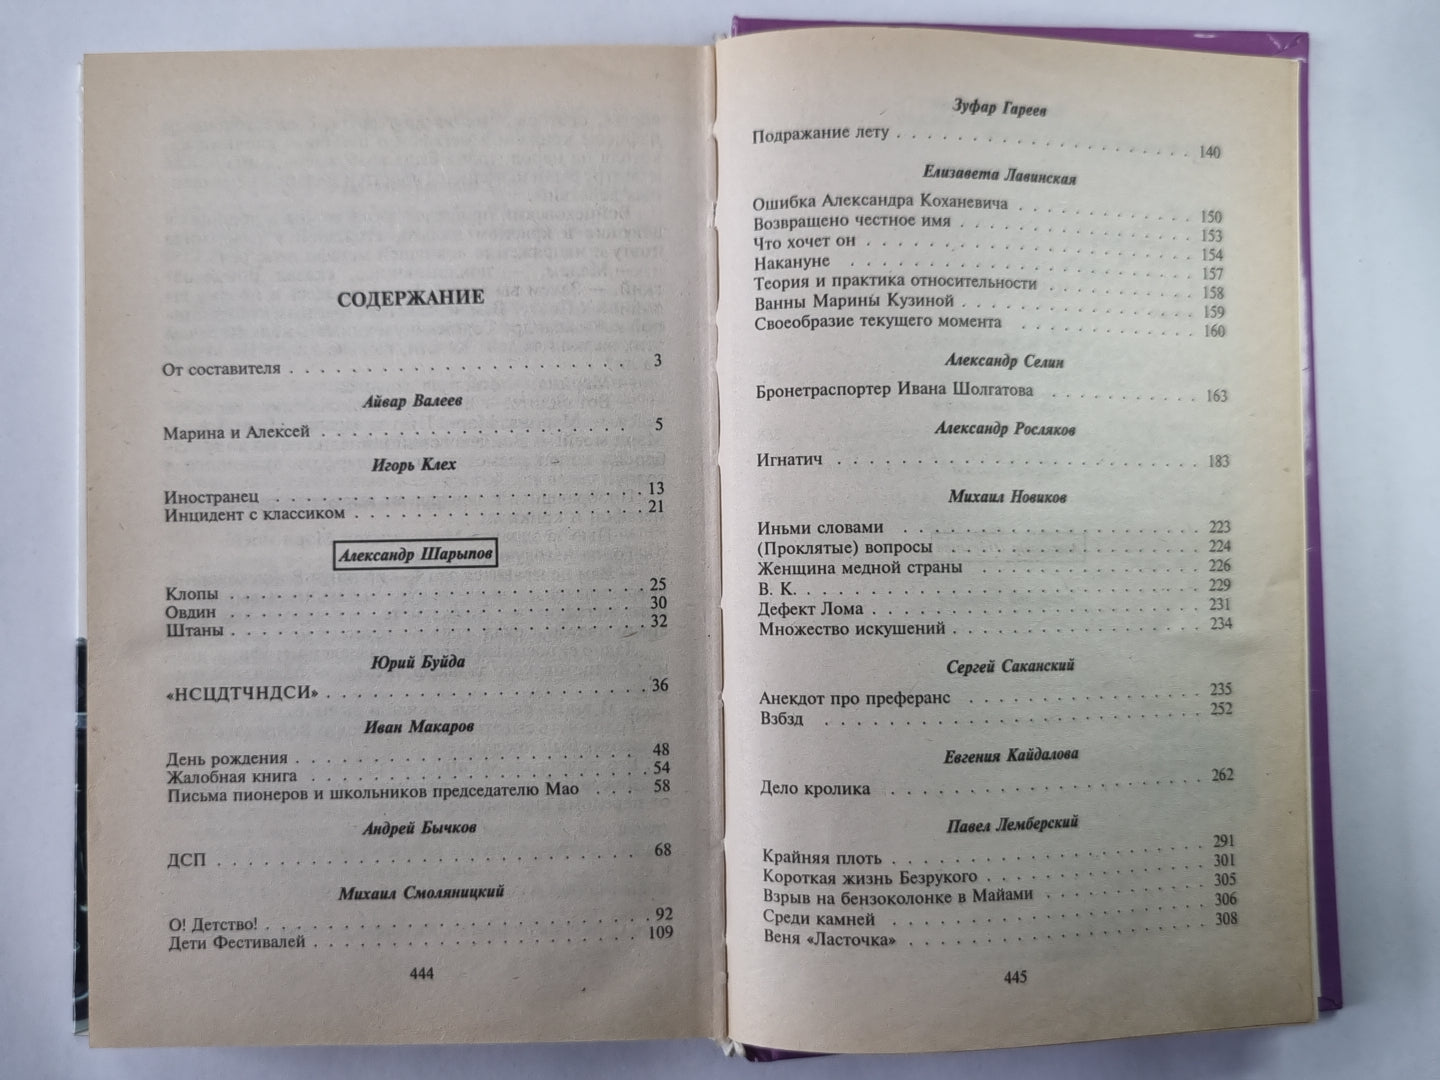 СОДЕРЖАНИЕ
От составителя . . . . . . . . . . . . . . . . . . . . . . 3
Айвар Валеев
Марина и Алексей . . . . . . . . . . . . . . . . . . . . 5
Игорь Клех
Иностранец . . . . . . . . . . . . . . . . . . . . . . . 13
Инцидент с классиком . . . . . . . . . . . . . . . . . . 21
Александр Шарыпов
Клопы . . . . . . . . . . . . . . . . . . . . . . . . . . 25
Овдин . . . . . . . . . . . . . . . . . . . . . . . . . . 30
Штаны . . . . . . . . . . . . . . . . . . . . . . . . . . 32
Юрий Буйда
«НСЦДТЧНДСИ» . . . . . . . . . . . . . . . . . . . . 36
Иван Макаров
День рождения . . . . . . . . . . . . . . . . . . . . . 48
Жалобная книга . . . . . . . . . . . . . . . . . . . . . 54
Письма пионеров и школьников председателю Мао . . . 58
Андрей Бычков
ДСП . . . . . . . . . . . . . . . . . . . . . . . . . . . 68
Михаил Смоляницкий
О! Детство! . . . . . . . . . . . . . . . . . . . . . . . 92
Дети Фестивалей . . . . . . . . . . . . . . . . . . . . 109
444
Зуфар Гареев
Подражание лету . . . . . . . . . . . . . . . . . . . . 140
Елизавета Лавинская
Ошибка Александра Коханевича . . . . . . . . . . . . 150
Возвращено честное имя . . . . . . . . . . . . . . . . 153
Что хочет он . . . . . . . . . . . . . . . . . . . . . . 154
Накануне . . . . . . . . . . . . . . . . . . . . . . . . 157
Теория и практика относительности . . . . . . . . . . 158
Ванны Марины Кузиной . . . . . . . . . . . . . . . . . 159
Своеобразие текущего момента . . . . . . . . . . . . . 160
Александр Селин
Бронетраспортер Ивана Шолгатова . . . . . . . . . . 163
Александр Росляков
Игнатич . . . . . . . . . . . . . . . . . . . . . . . . . 183
Михаил Новиков
Иными словами . . . . . . . . . . . . . . . . . . . . . 223
(Проклятые) вопросы . . . . . . . . . . . . . . . . . . 224
Женщина медной страны . . . . . . . . . . . . . . . . 226
В. К. . . . . . . . . . . . . . . . . . . . . . . . . . . . 229
Дефект Лома . . . . . . . . . . . . . . . . . . . . . . 231
Множество искушений . . . . . . . . . . . . . . . . . . 234
Сергей Саканский
Анекдот про преферанс . . . . . . . . . . . . . . . . . 235
Взбзд . . . . . . . . . . . . . . . . . . . . . . . . . . 252
Евгения Кайдалова
Дело кролика . . . . . . . . . . . . . . . . . . . . . . 262
Павел Лемберский
Крайняя плоть . . . . . . . . . . . . . . . . . . . . . 291
Короткая жизнь Безрукого . . . . . . . . . . . . . . . 301
Взрыв на бензоколонке в Майами . . . . . . . . . . . 305
Среди камней . . . . . . . . . . . . . . . . . . . . . . 306
Веня «Ласточка» . . . . . . . . . . . . . . . . . . . . 308
445